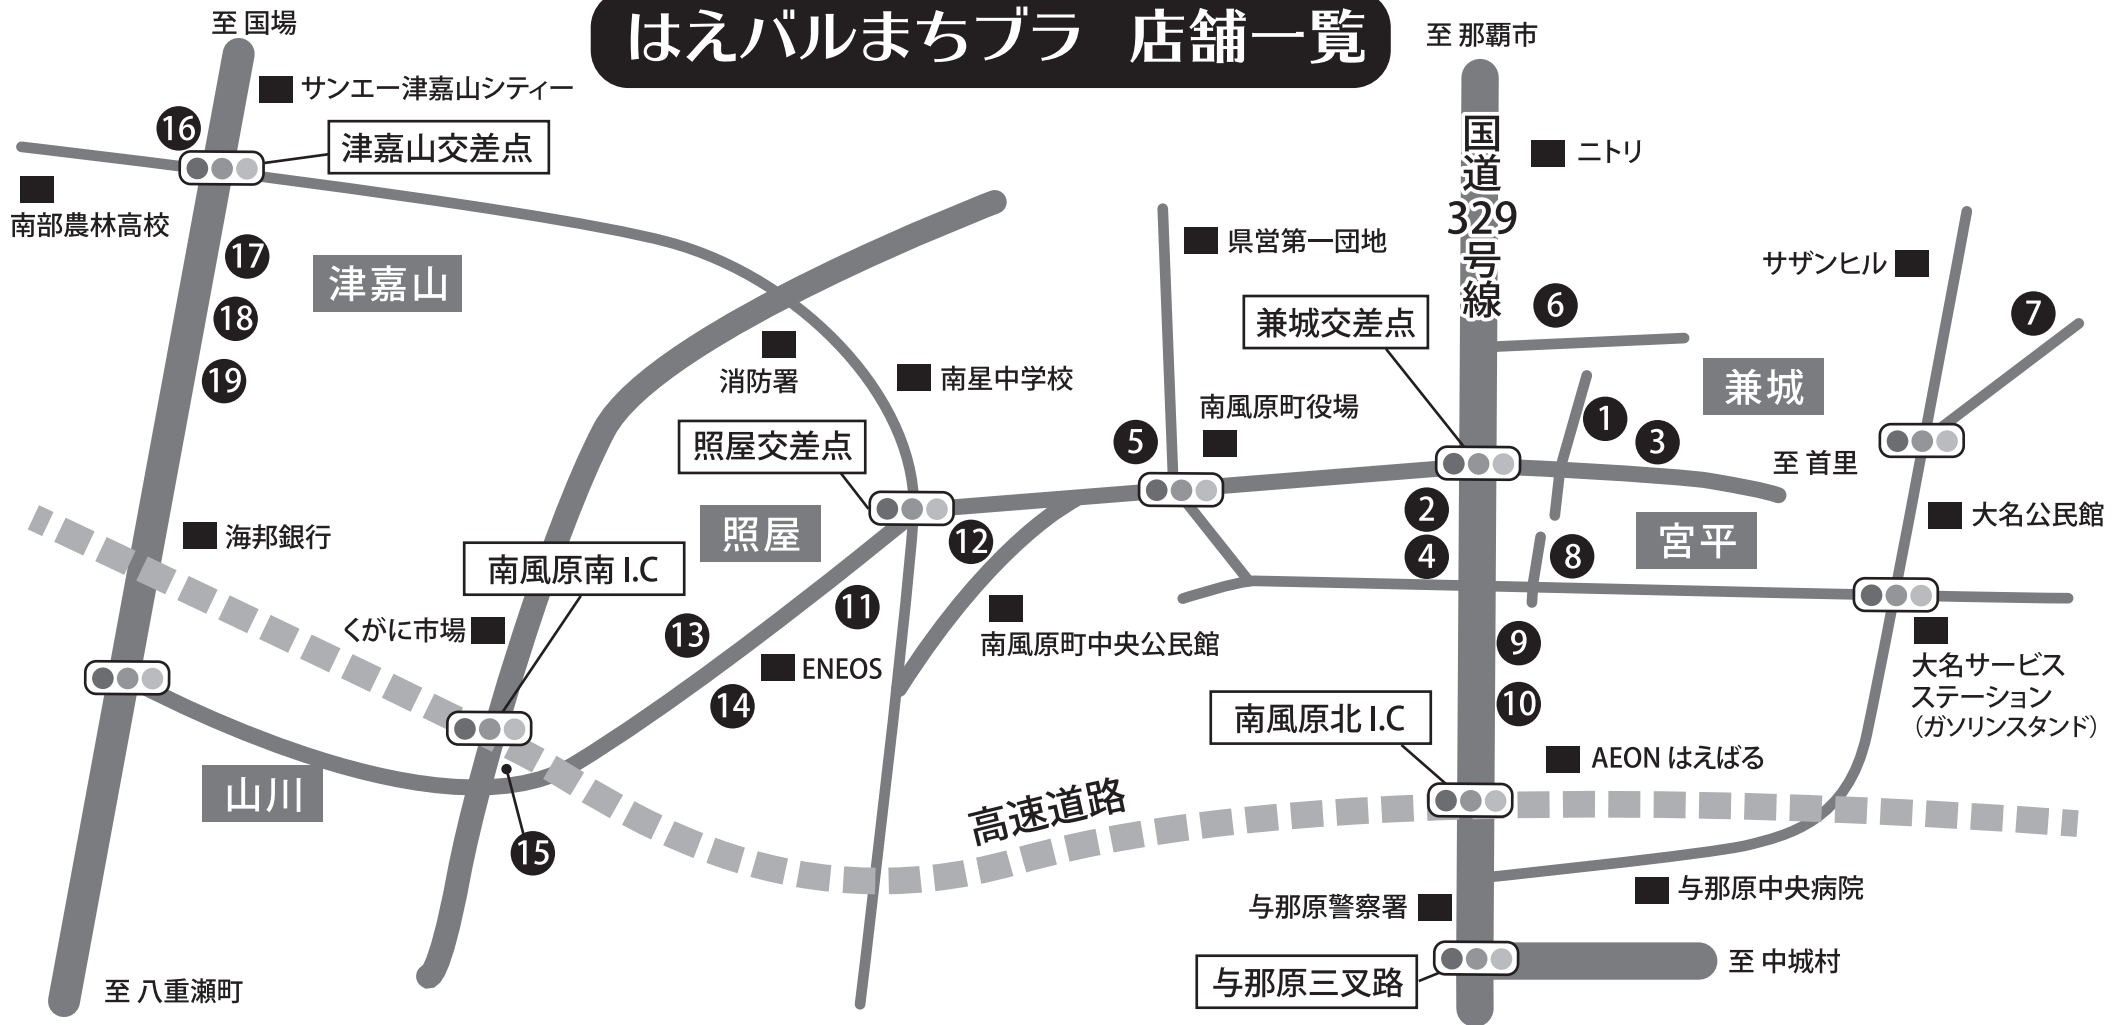 はえバルまちブラ 店舗一覧
至 国場
至 那覇市
サンエー津嘉山シティー
16
津嘉山交差点
国道329号線
ニトリ
南部農林高校
17
津嘉山
県営第一団地
サザンヒル
18
兼城交差点
6
7
19
消防署
南星中学校
南風原町役場
兼城
照屋交差点
5
1
3
至 首里
海邦銀行
照屋
12
2
宮平
大名公民館
南風原南 I.C
4
8
くがに市場
13
11
南風原町中央公民館
9
大名サービス
ステーション
（ガソリンスタンド）
ENEOS
14
南風原北 I.C
10
AEON はえばる
山川
高速道路
15
与那原警察署
与那原中央病院
至 八重瀬町
与那原三叉路
至 中城村